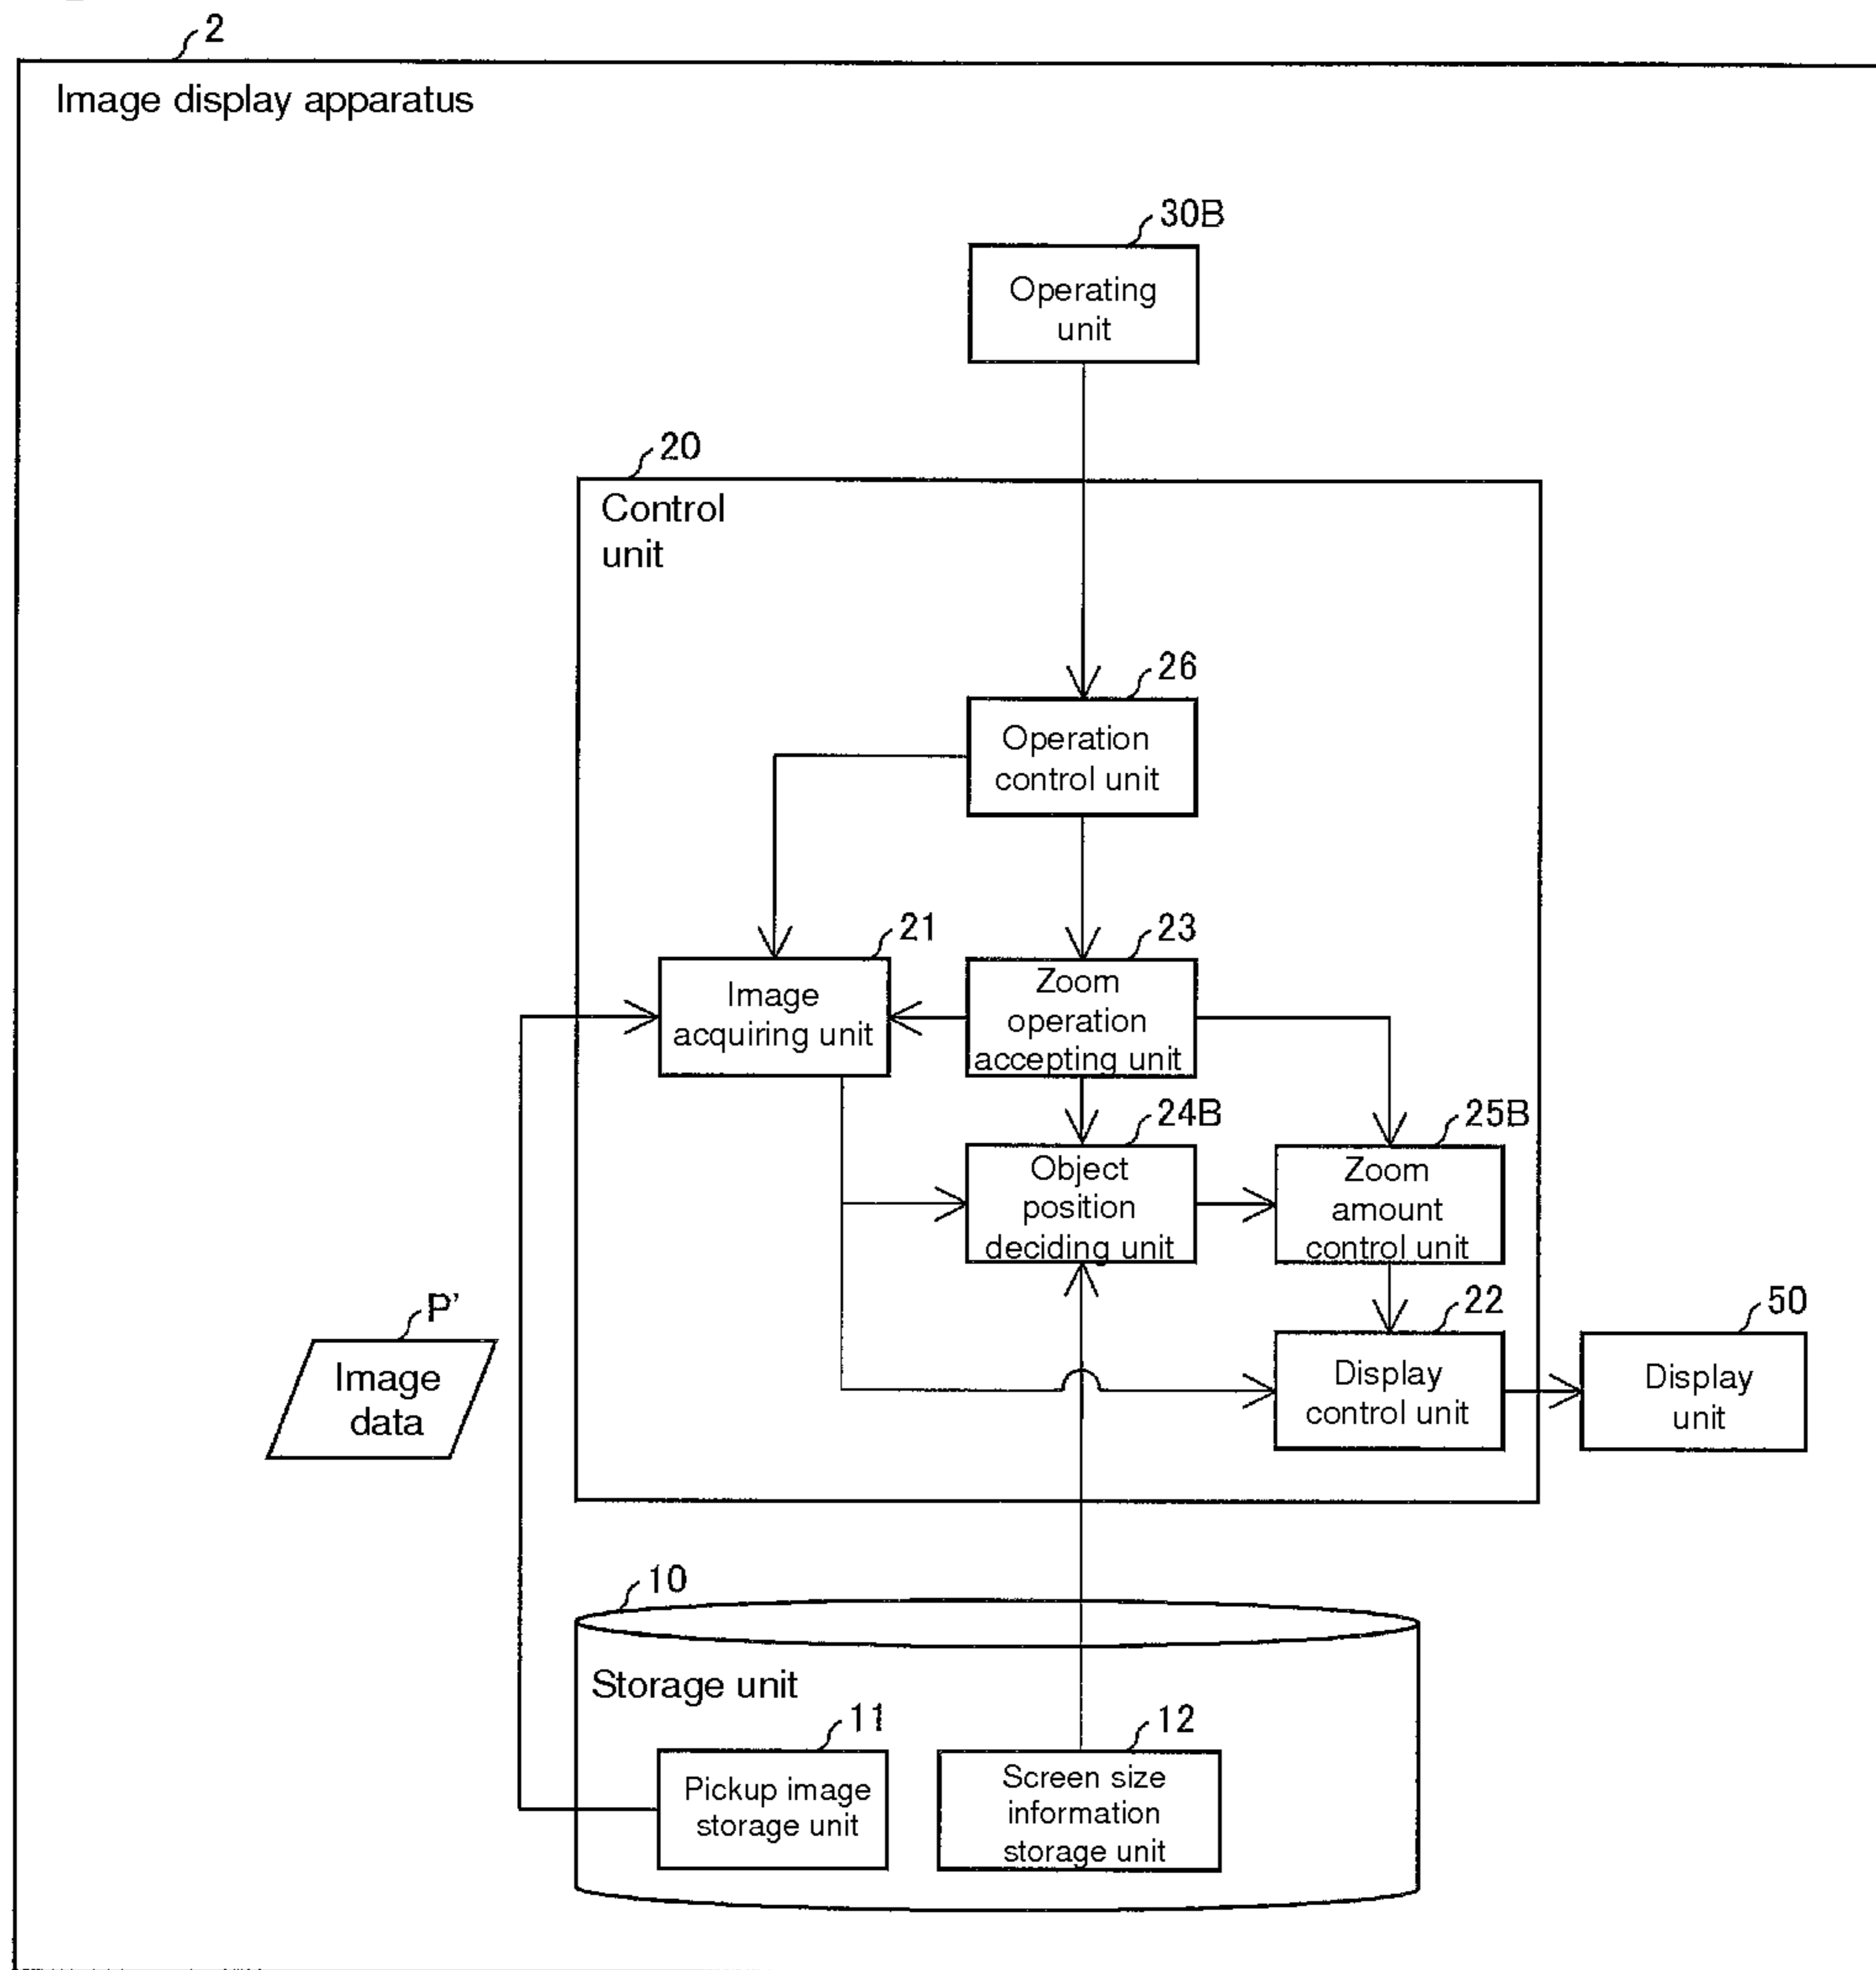 2
Image display apparatus
30B
Operating
unit
20
Control
unit
26
Operation
control unit
21
Image
acquiring unit
23
Zoom
operation
accepting unit
24B
Object
position
deciding unit
25B
Zoom
amount
control unit
P'
Image
data
22
Display
control unit
50
Display
unit
10
Storage unit
11
Pickup image
storage unit
12
Screen size
information
storage unit